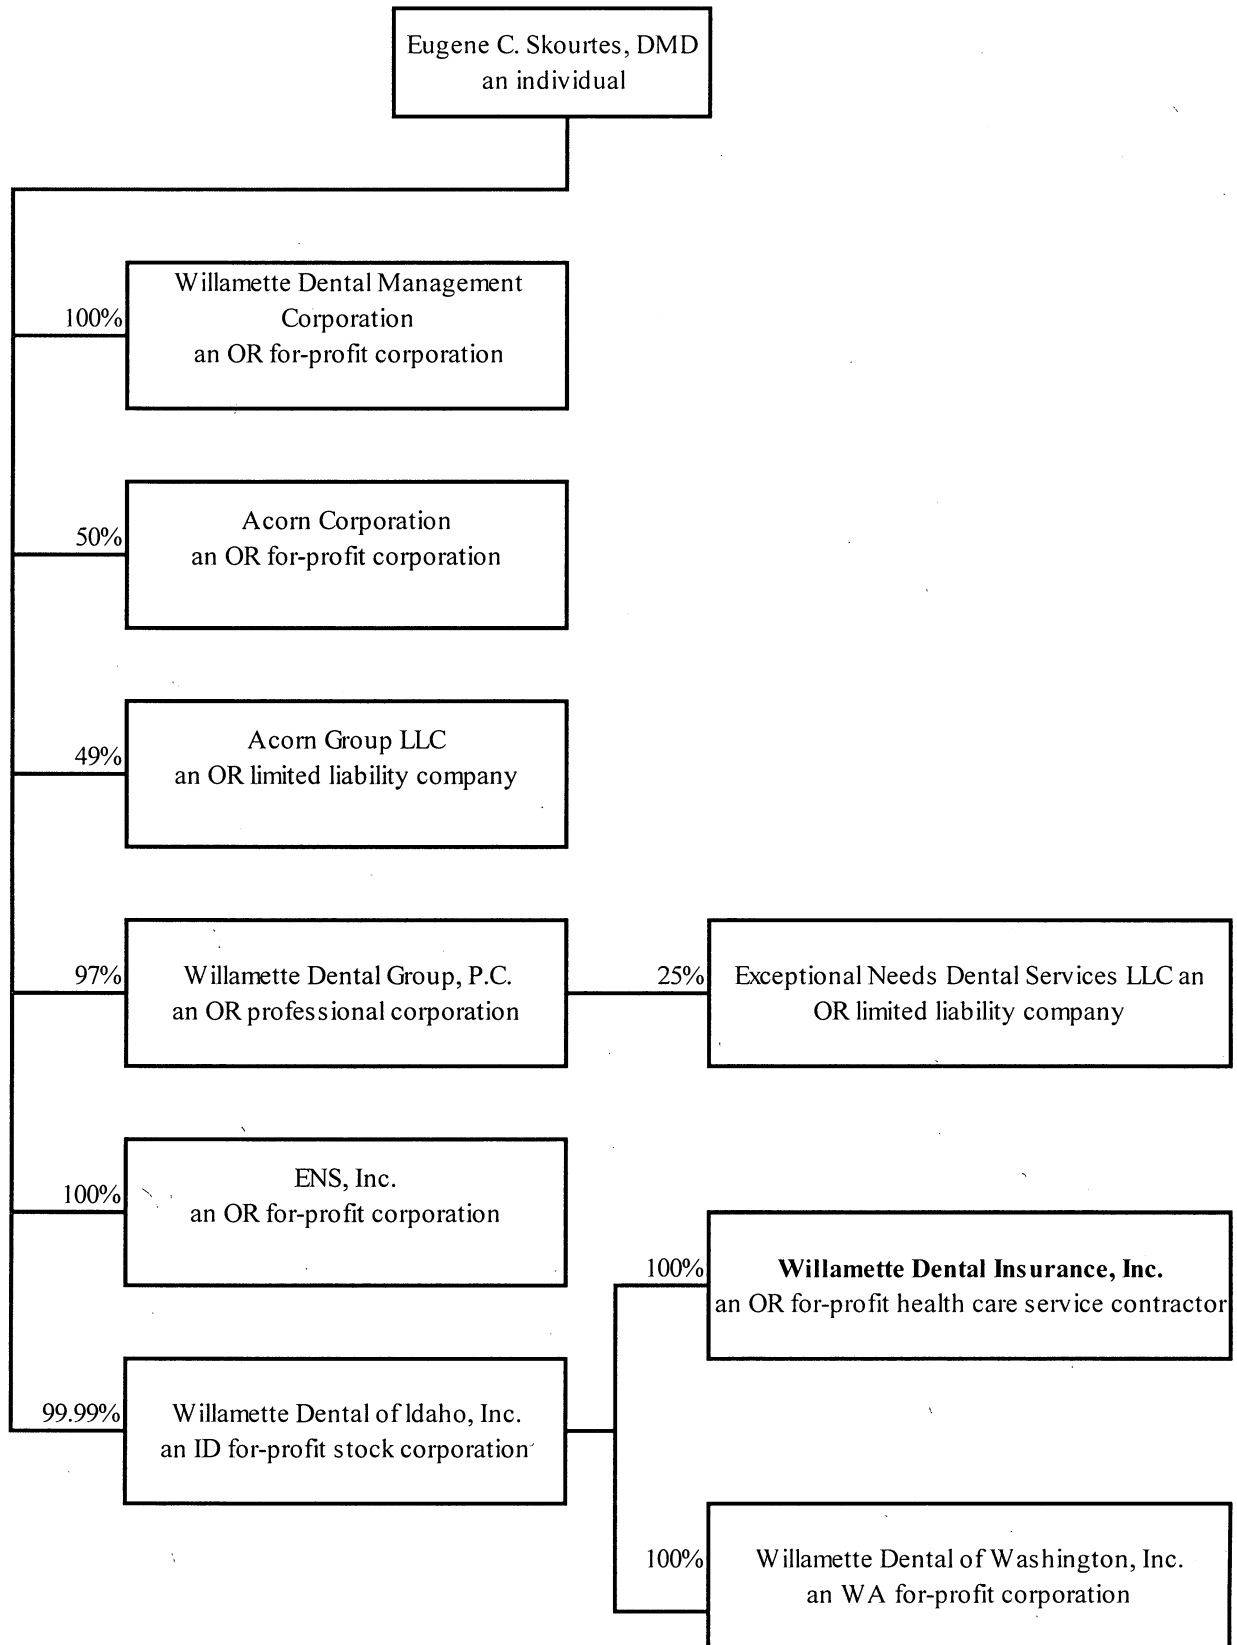 Eugene C. Skourtes, DMD
an individual
100%
Willamette Dental Management
Corporation
an OR for-profit corporation
50%
Acorn Corporation
an OR for-profit corporation
49%
Acorn Group LLC
an OR limited liability company
97%
Willamette Dental Group, P.C.
an OR professional corporation
25%
Exceptional Needs Dental Services LLC an
OR limited liability company
100%
ENS, Inc.
an OR for-profit corporation
99.99%
Willamette Dental of Idaho, Inc.
an ID for-profit stock corporation
100%
Willamette Dental Insurance, Inc.
an OR for-profit health care service contractor
100%
Willamette Dental of Washington, Inc.
an WA for-profit corporation